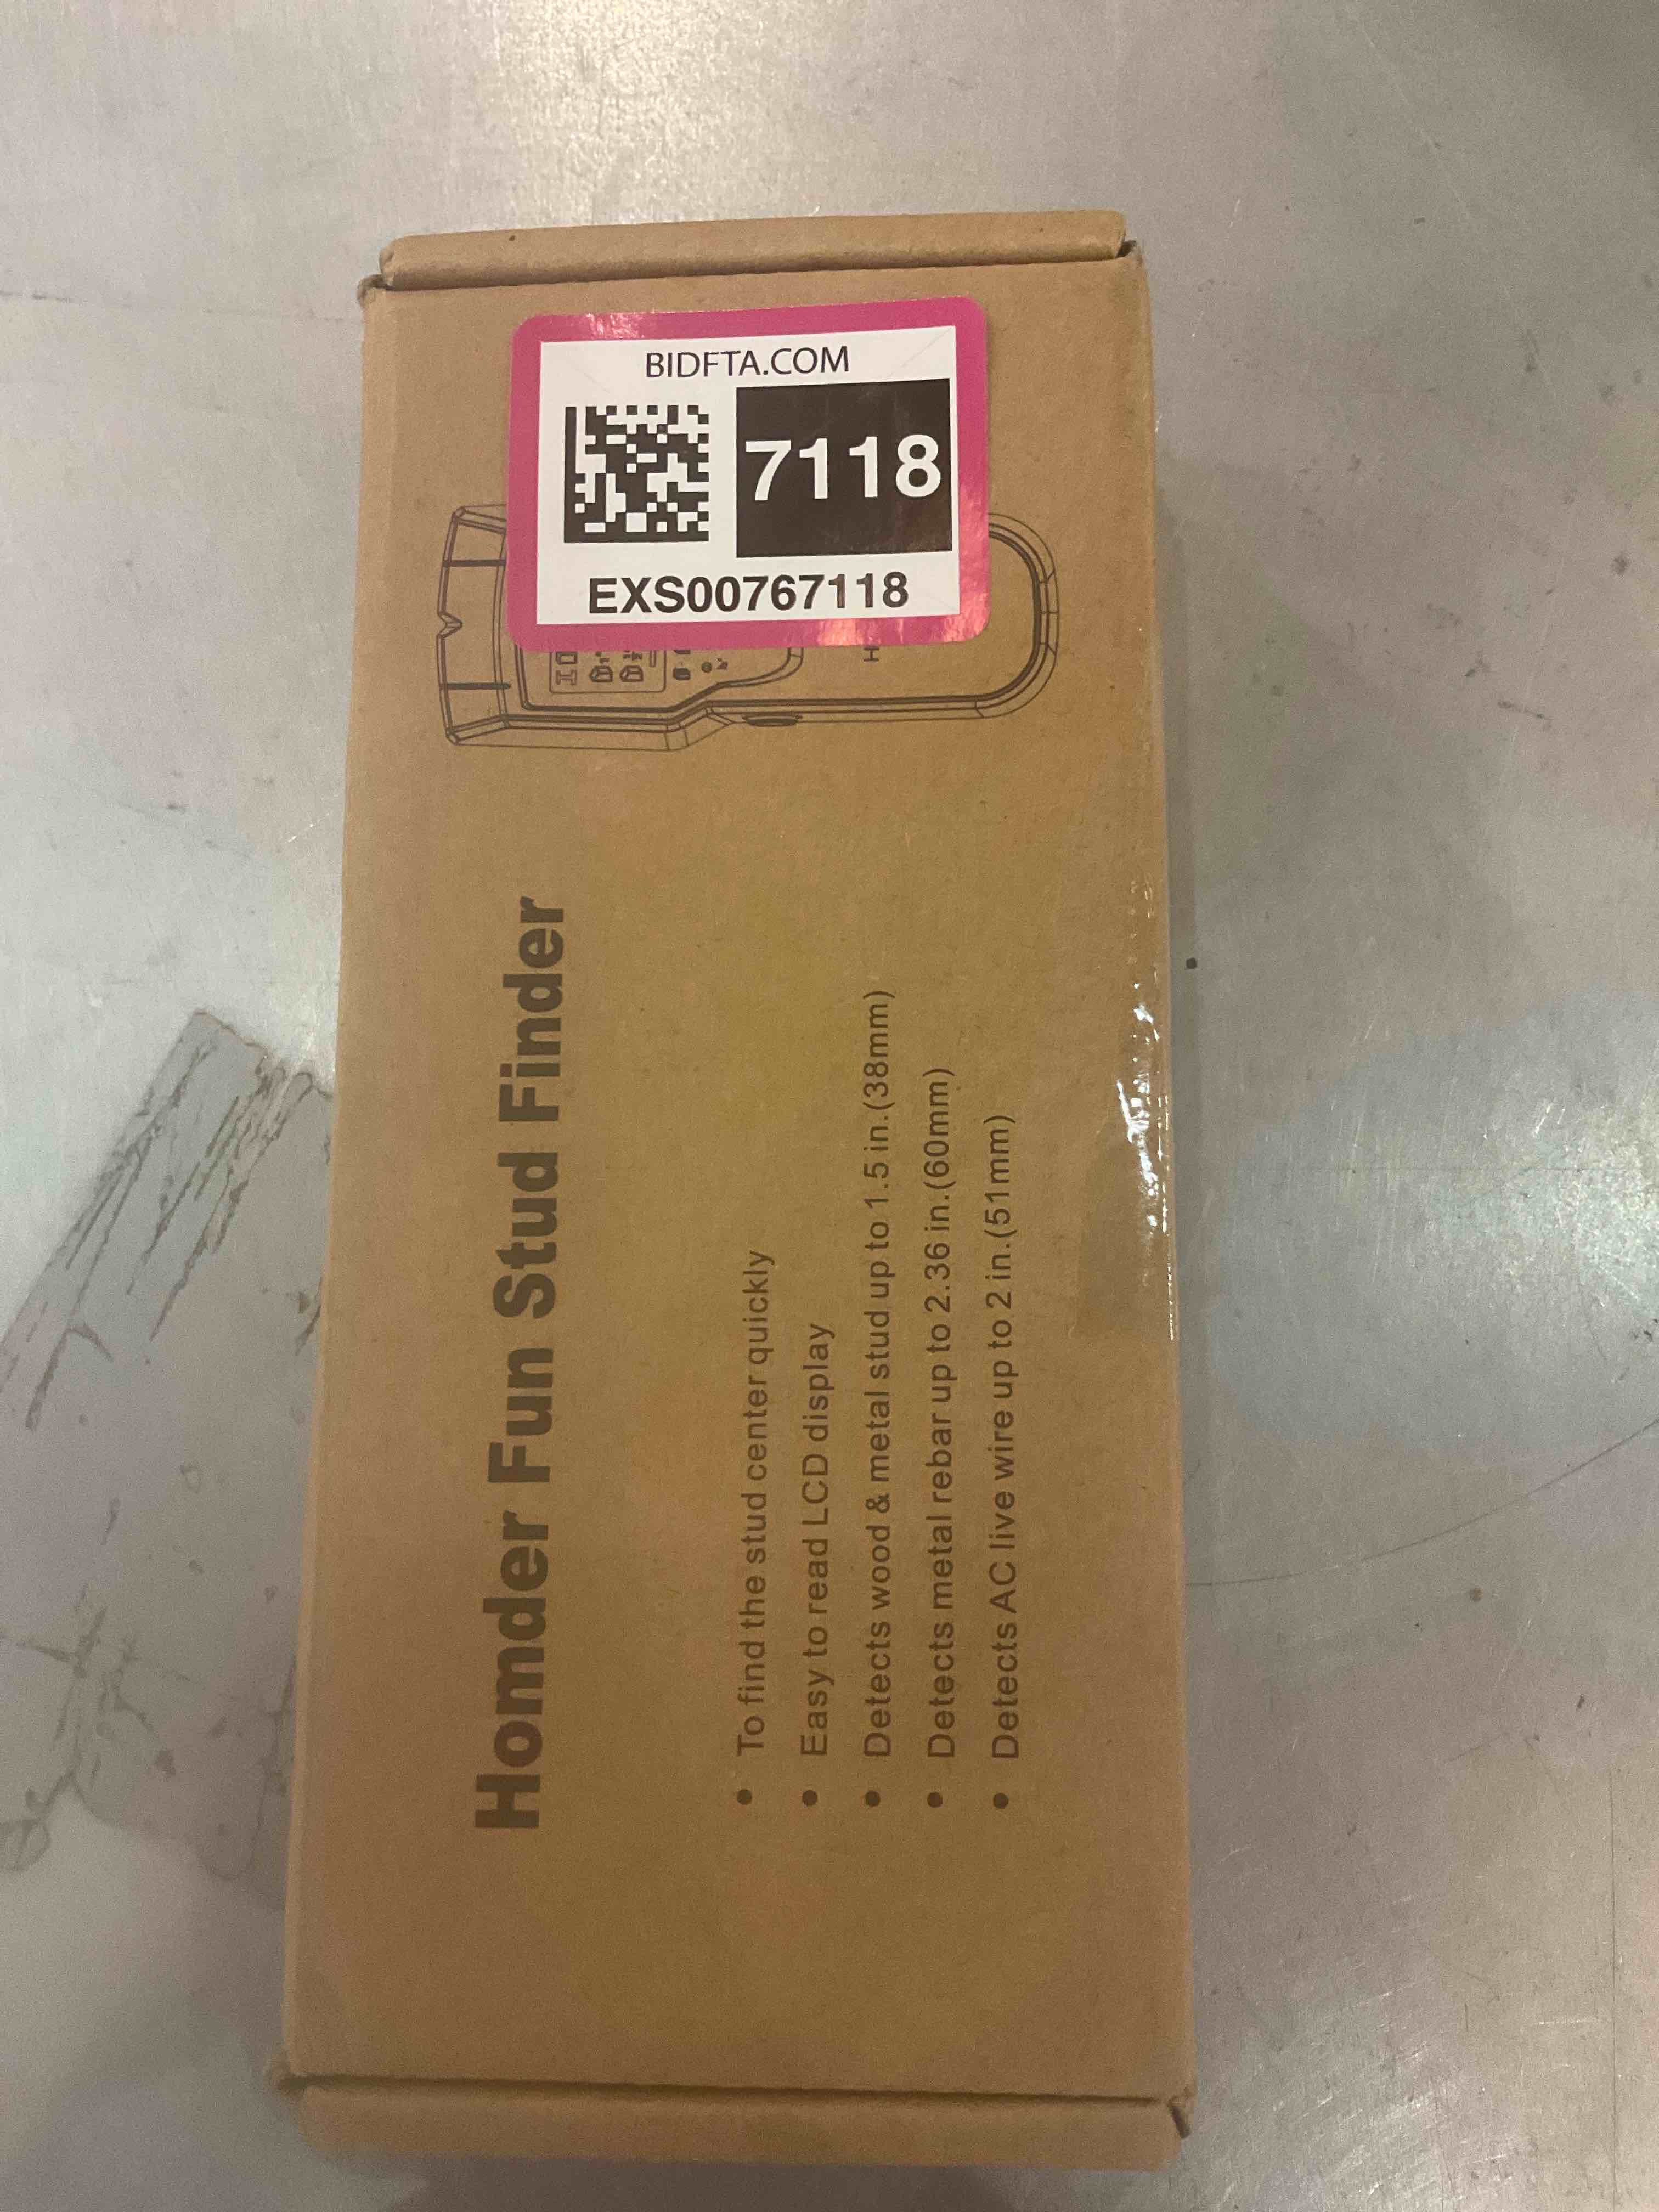 BIDFTA.COM
7118
EXS00767118
Homder Fun Stud Finder
• To find the stud center quickly
• Easy to read LCD display
• Detects wood & metal stud up to 1.5 in.(38mm)
• Detects metal rebar up to 2.36 in.(60mm)
• Detects AC live wire up to 2 in.(51mm)